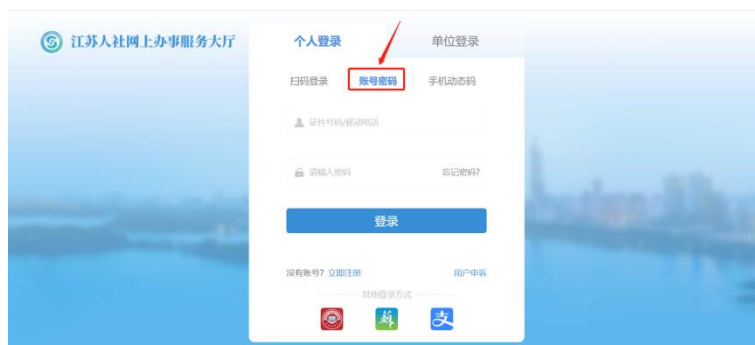 江苏人社网上办事服务大厅
个人登录 单位登录
扫码登录 账号密码 手机动态码
证件号码/移动电话
请输入密码 忘记密码?
登录
没有账号? 立即注册 用户申诉
其他登录方式
苏
支